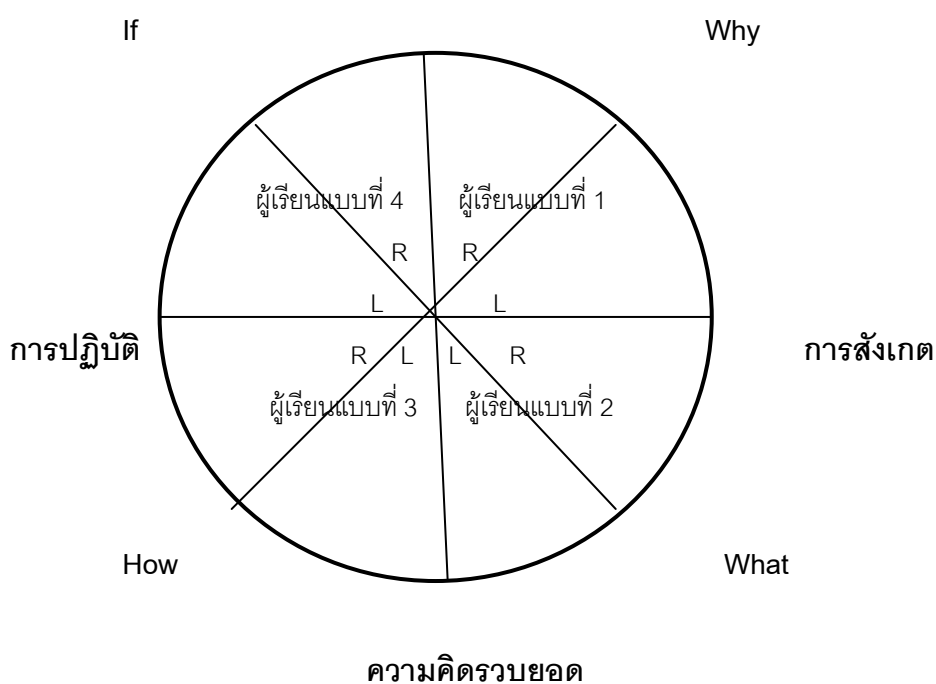 If Why
ผู้เรียนแบบที่ 4 ผู้เรียนแบบที่ 1
R R
L L
การปฏิบัติ R L L R การสังเกต
ผู้เรียนแบบที่ 3 ผู้เรียนแบบที่ 2
How What
ความคิดรวบยอด